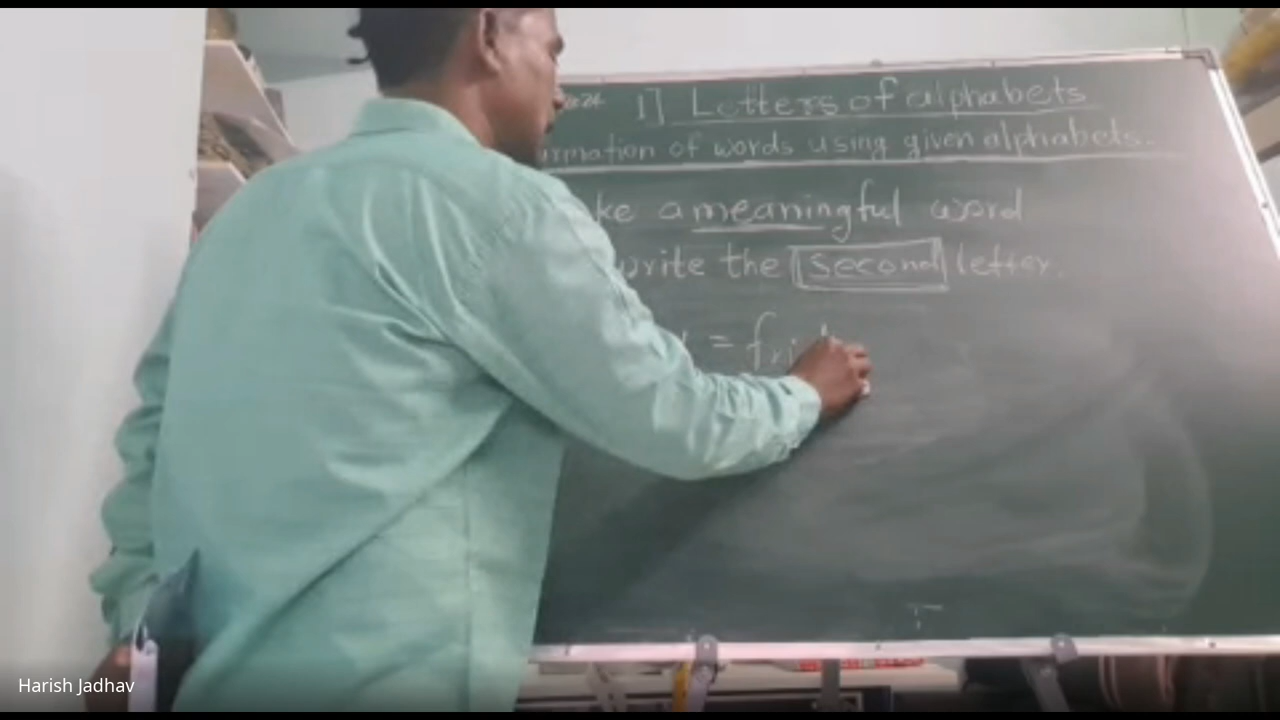 1] Letters of alphabets
rmation of words using given alphabets.
ke a meaningful word
write the second letter.
=
Harish Jadhav